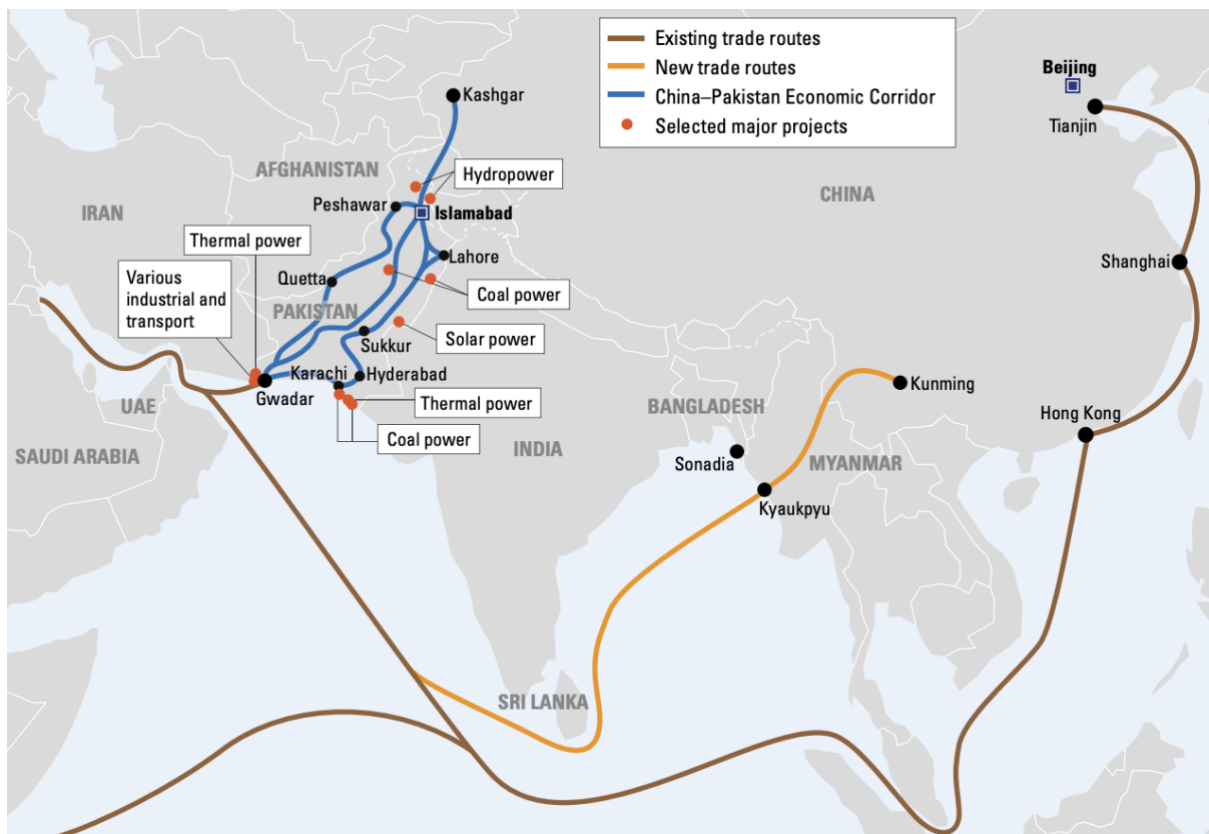 Existing trade routes
New trade routes
China–Pakistan Economic Corridor
Selected major projects
Beijing
Tianjin
Kashgar
AFGHANISTAN
Hydropower
CHINA
Peshawar
Islamabad
IRAN
Thermal power
Lahore
Shanghai
Various
industrial and
transport
Quetta
Coal power
PAKISTAN
Solar power
Sukkur
Karachi
Hyderabad
Gwadar
Kunming
UAE
Thermal power
BANGLADESH
Hong Kong
Coal power
INDIA
SAUDI ARABIA
Sonadia
MYANMAR
Kyaukpyu
SRI LANKA